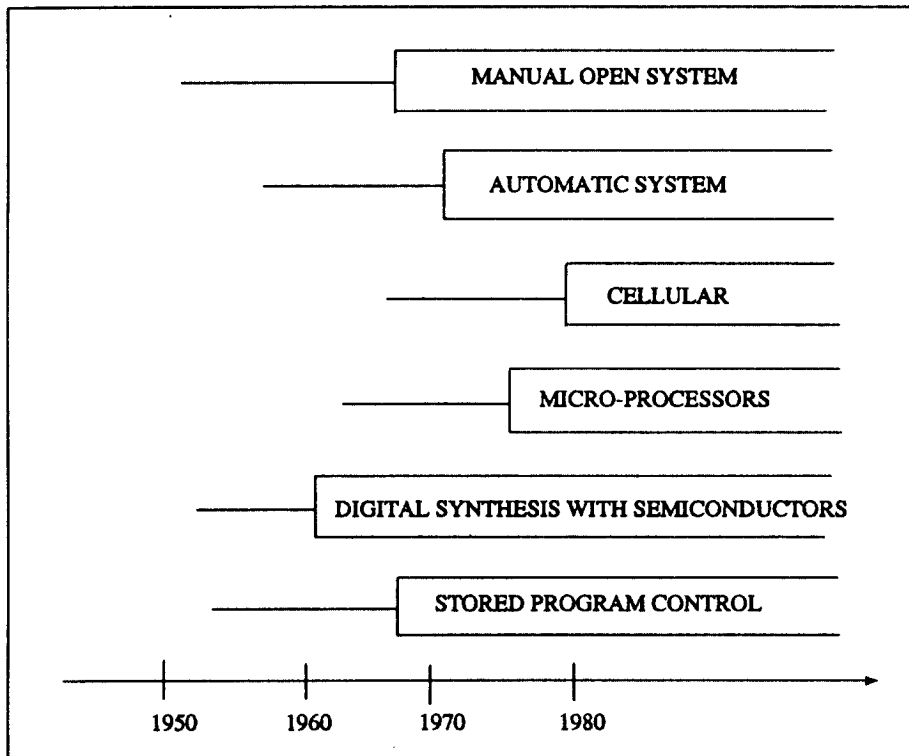 MANUAL OPEN SYSTEM
AUTOMATIC SYSTEM
CELLULAR
MICRO-PROCESSORS
DIGITAL SYNTHESIS WITH SEMICONDUCTORS
STORED PROGRAM CONTROL
1950 1960 1970 1980